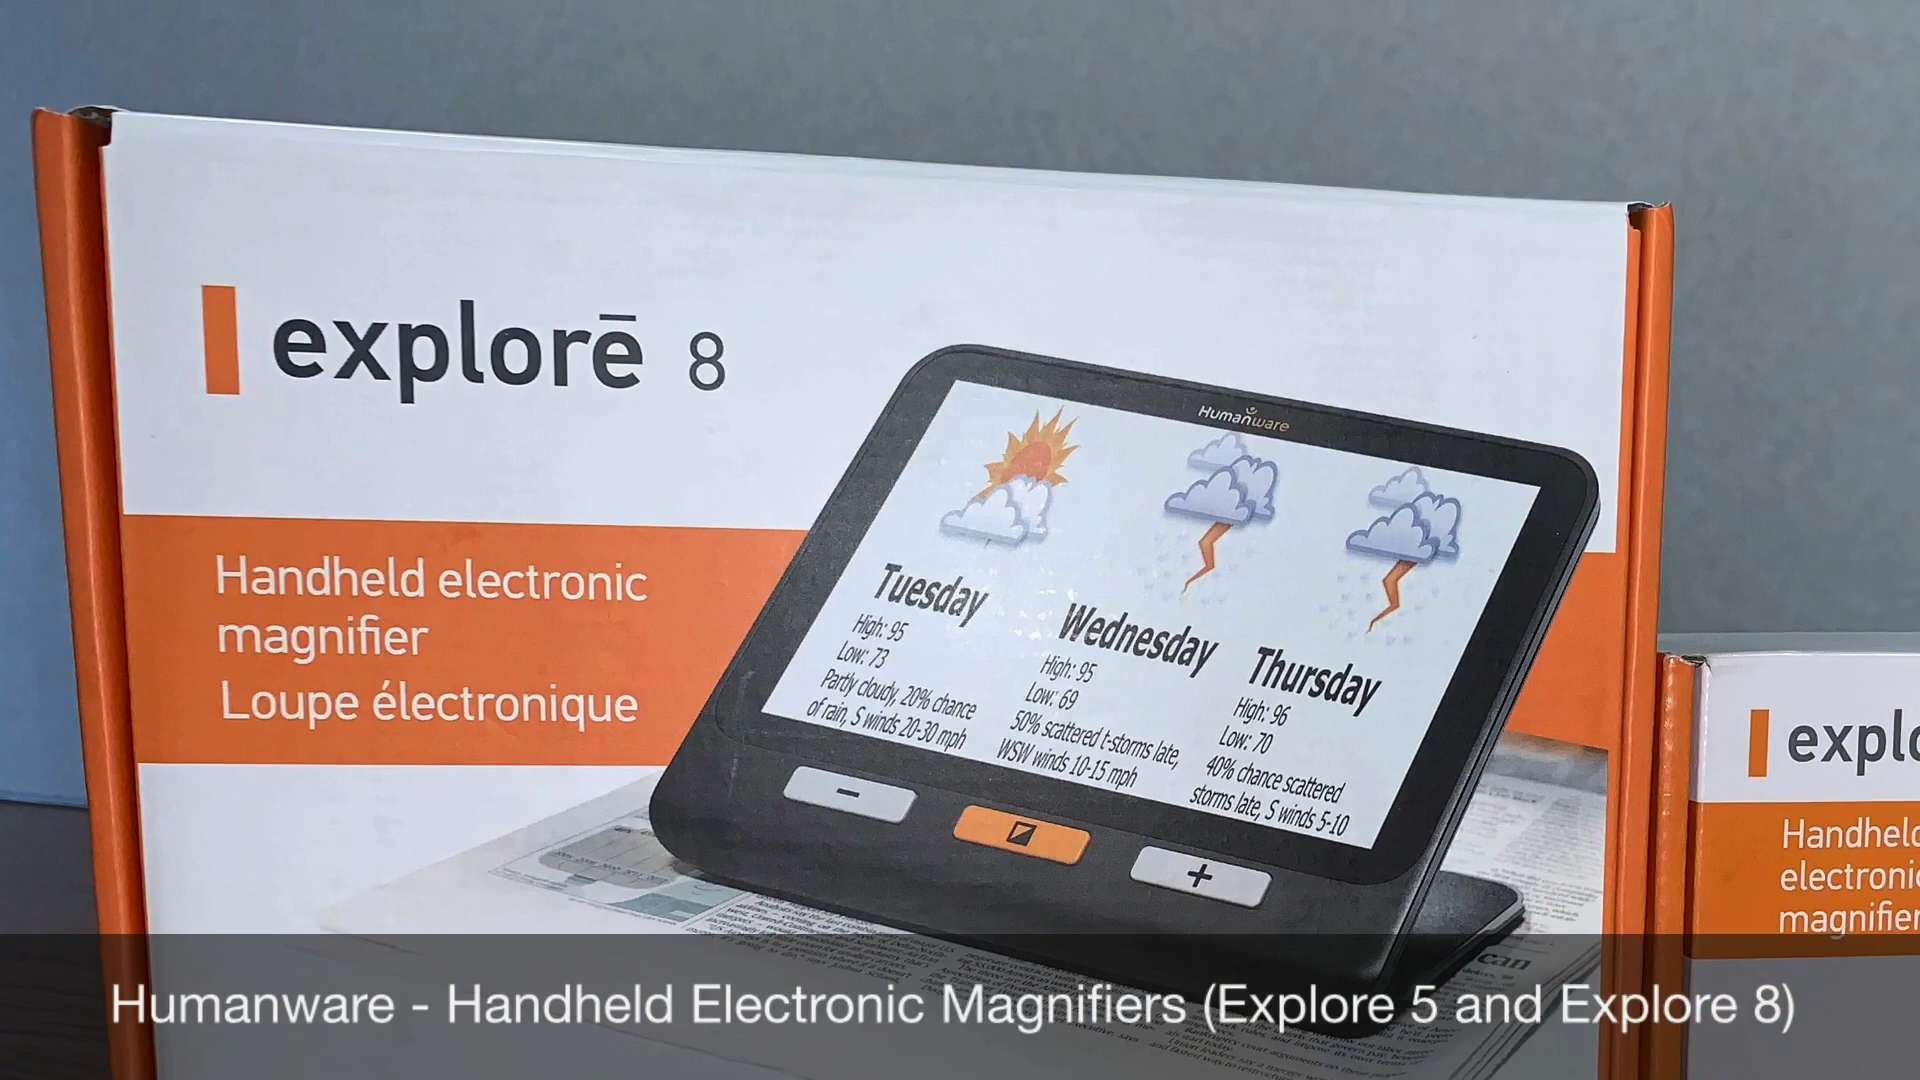 explorē 8
Handheld electronic
magnifier
Loupe électronique
Humanware
Tuesday
High: 95
Low: 73
Partly cloudy, 20% chance
of rain, S winds 20-30 mph
Wednesday
High: 95
Low: 69
50% scattered t-storms late,
WSW winds 10-15 mph
Thursday
High: 96
Low: 70
40% chance scattered
storms late, S winds 5-10
explo
Handheld
electronic
magnifier
Humanware - Handheld Electronic Magnifiers (Explore 5 and Explore 8)